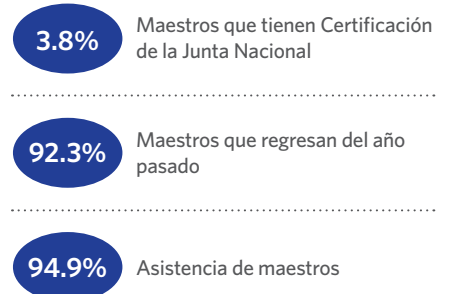 3.8%
Maestros que tienen Certificación
de la Junta Nacional
92.3%
Maestros que regresan del año
pasado
94.9%
Asistencia de maestros